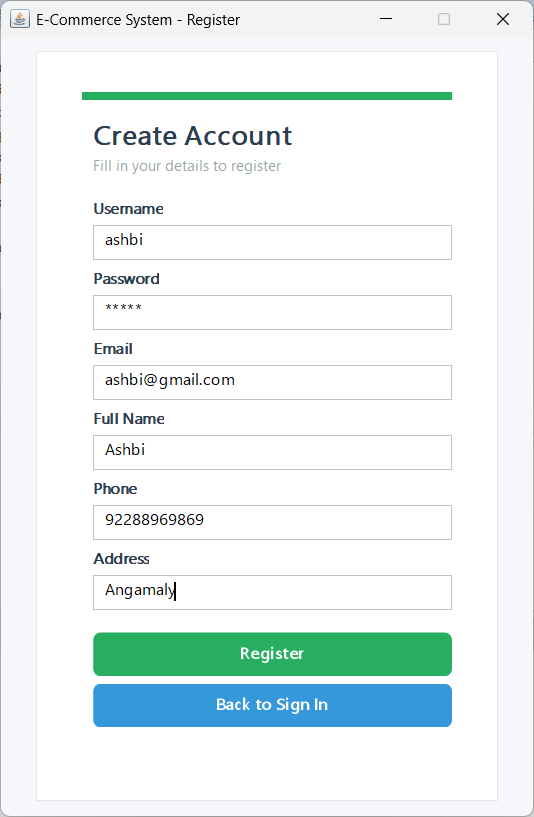 E-Commerce System - Register
Create Account
Fill in your details to register
Username
ashbi
Password
*****
Email
ashbi@gmail.com
Full Name
Ashbi
Phone
92288969869
Address
Angamaly
Register
Back to Sign In